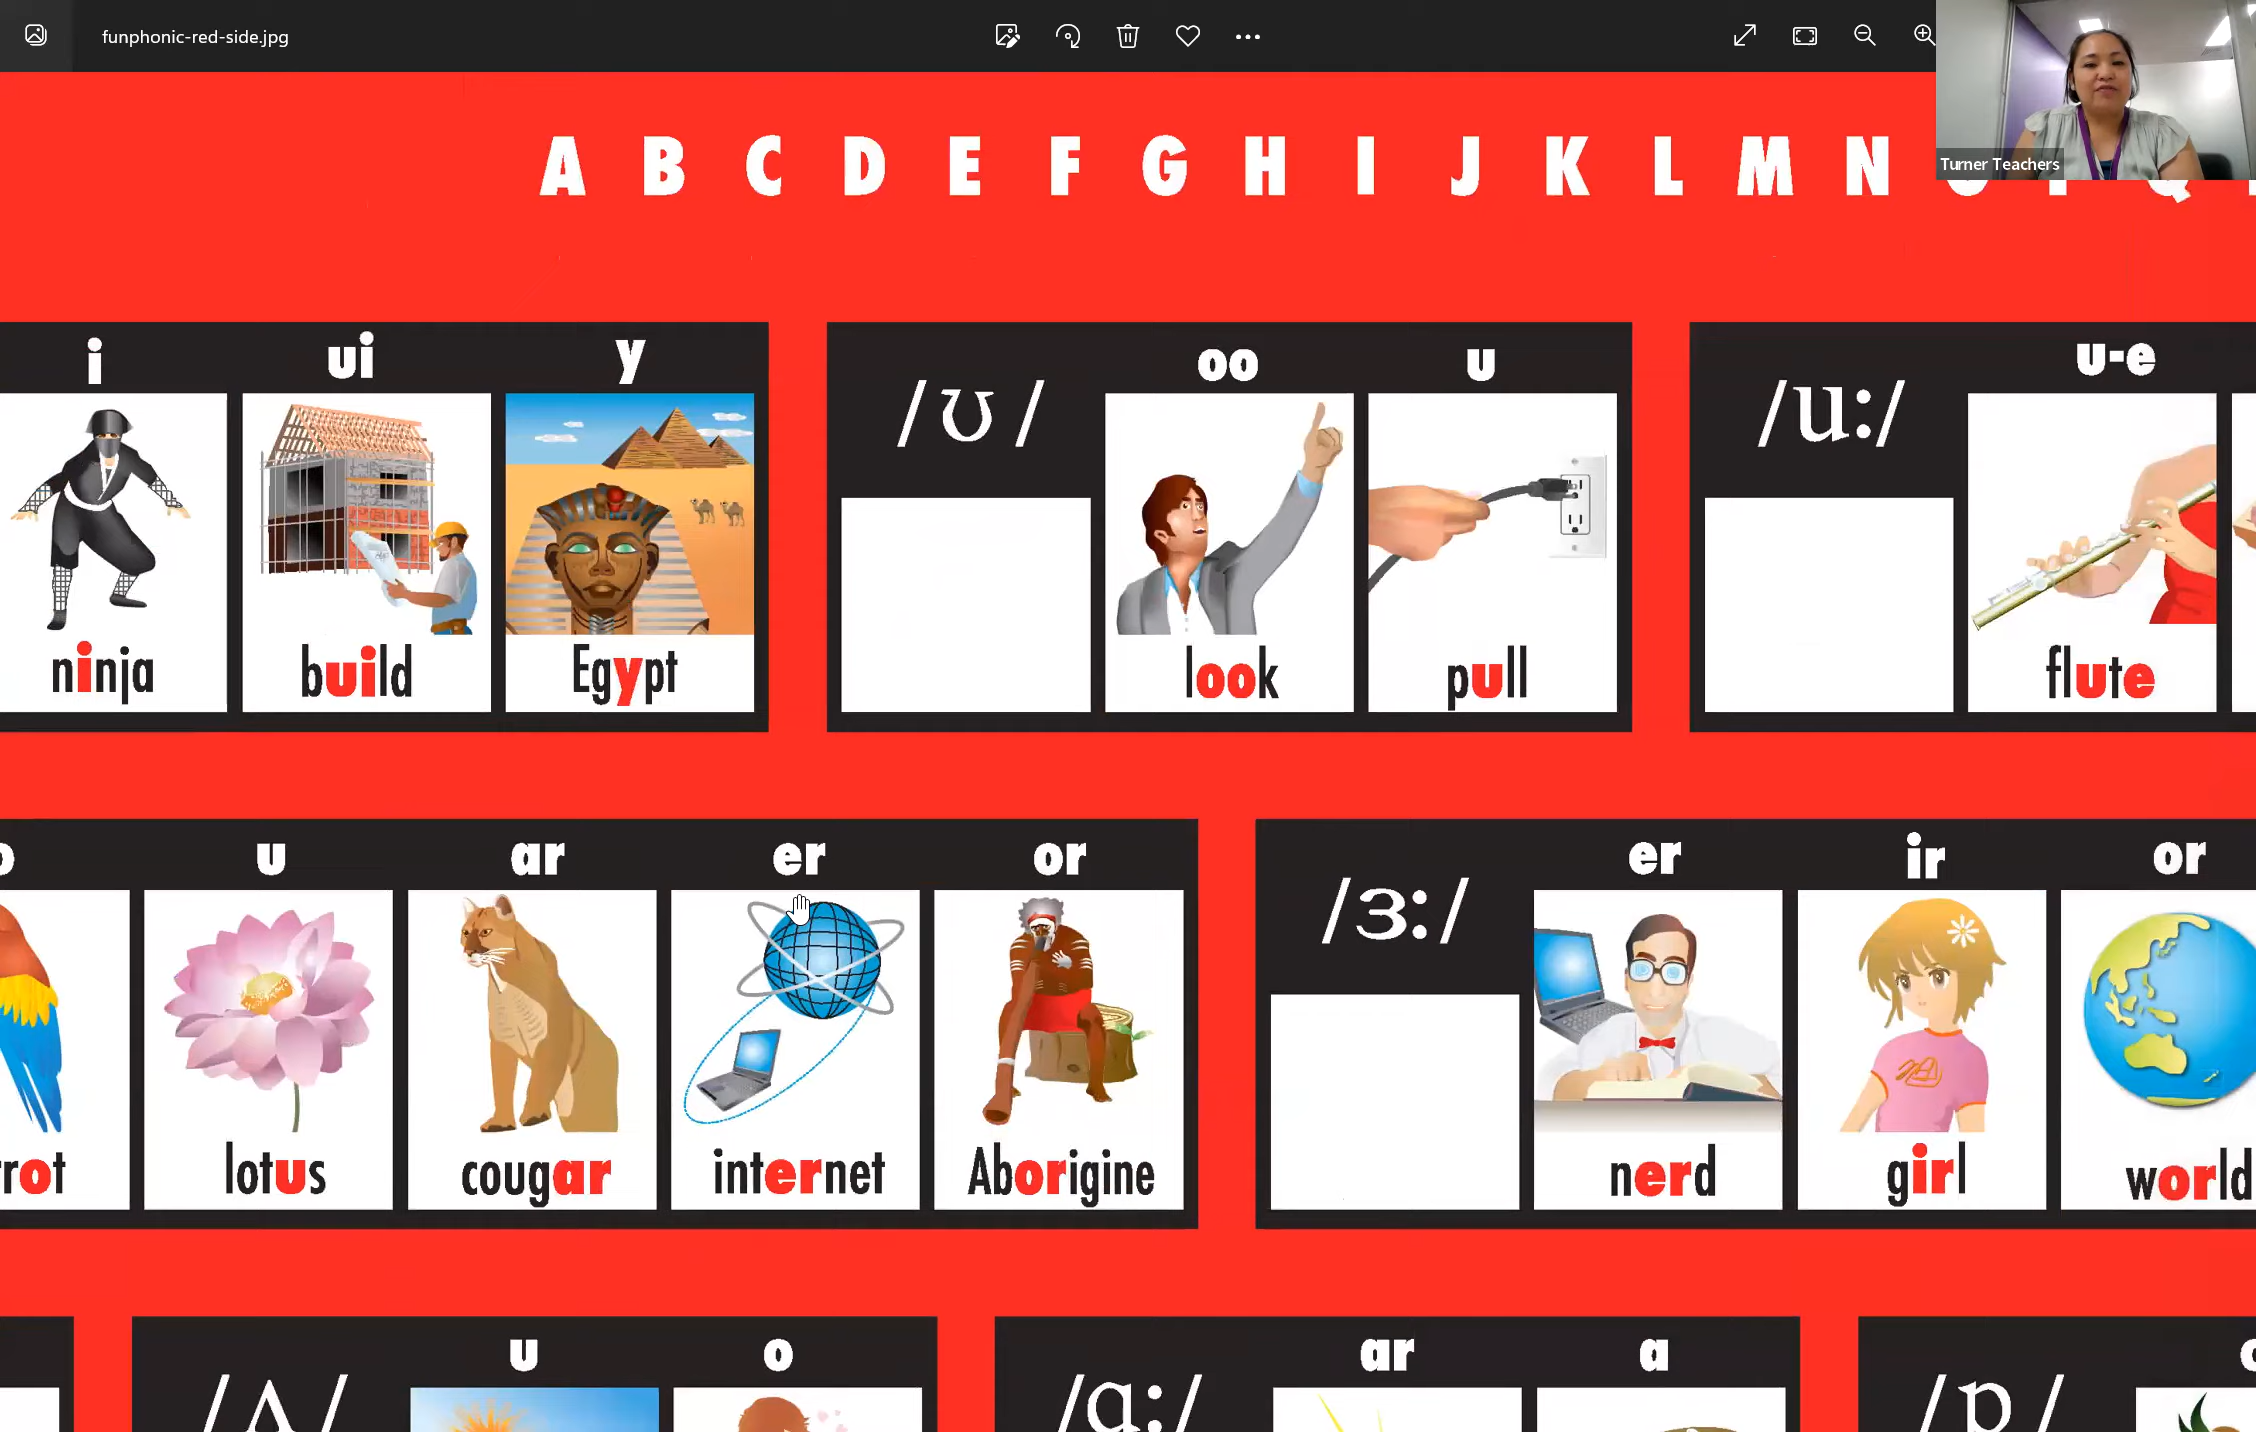 funphonic-red-side.jpg
Turner Teachers
A B C D E F G H I J K L M N
i ui y
ninja build Egypt
/ʊ/ oo u
look pull
/u:/ u-e
flute
u ar er or
rot lotus cougar internet Aborigine
/ɜ:/ er ir or
nerd girl world
/ʌ/ u o
/ɑ:/ ar a
/ɒ/